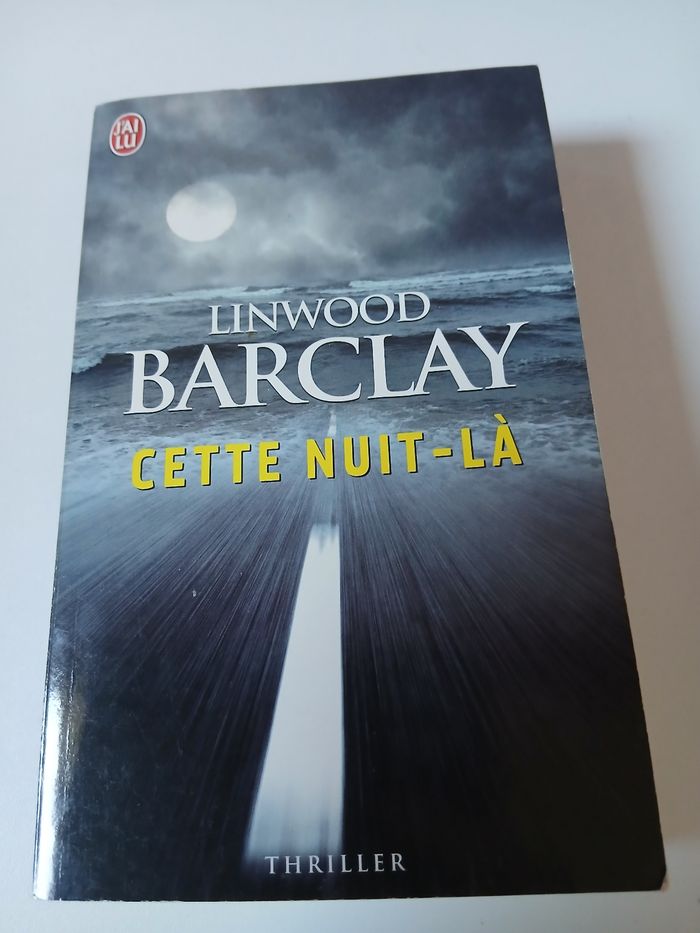 J'AI
LU
LINWOOD
BARCLAY
CETTE NUIT-LÀ
THRILLER